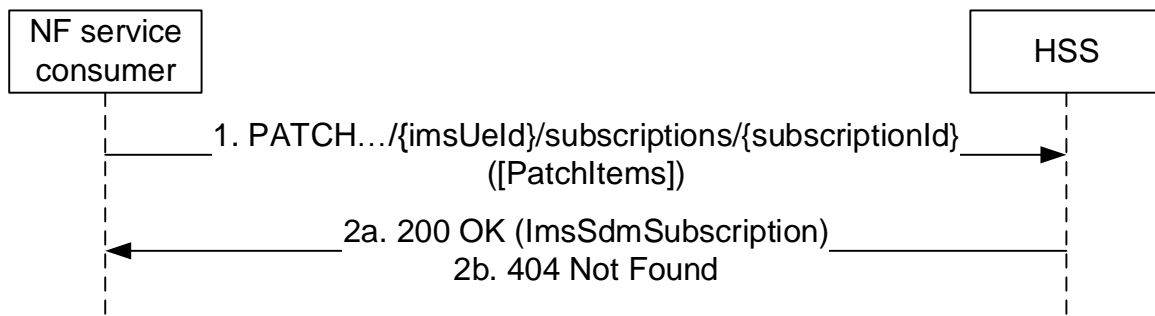 NF service
consumer
HSS
1. PATCH…/{imsUeId}/subscriptions/{subscriptionId}
([PatchItems])
2a. 200 OK (ImsSdmSubscription)
2b. 404 Not Found